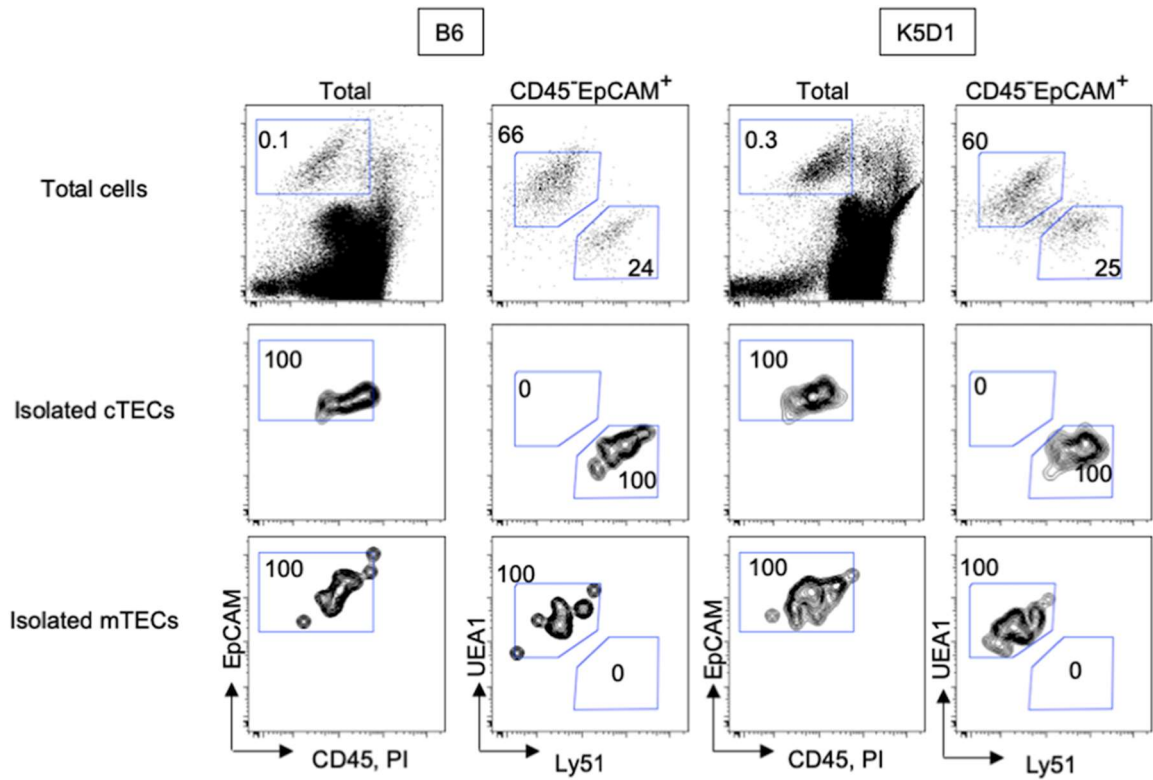 B6 K5D1
Total CD45⁻EpCAM⁺ Total CD45⁻EpCAM⁺
Total cells 0.1 66 24 0.3 60 25
Isolated cTECs 100 0 100 100 0 100
Isolated mTECs 100 100 0 100 100 0
EpCAM UEA1 EpCAM UEA1
CD45, PI Ly51 CD45, PI Ly51